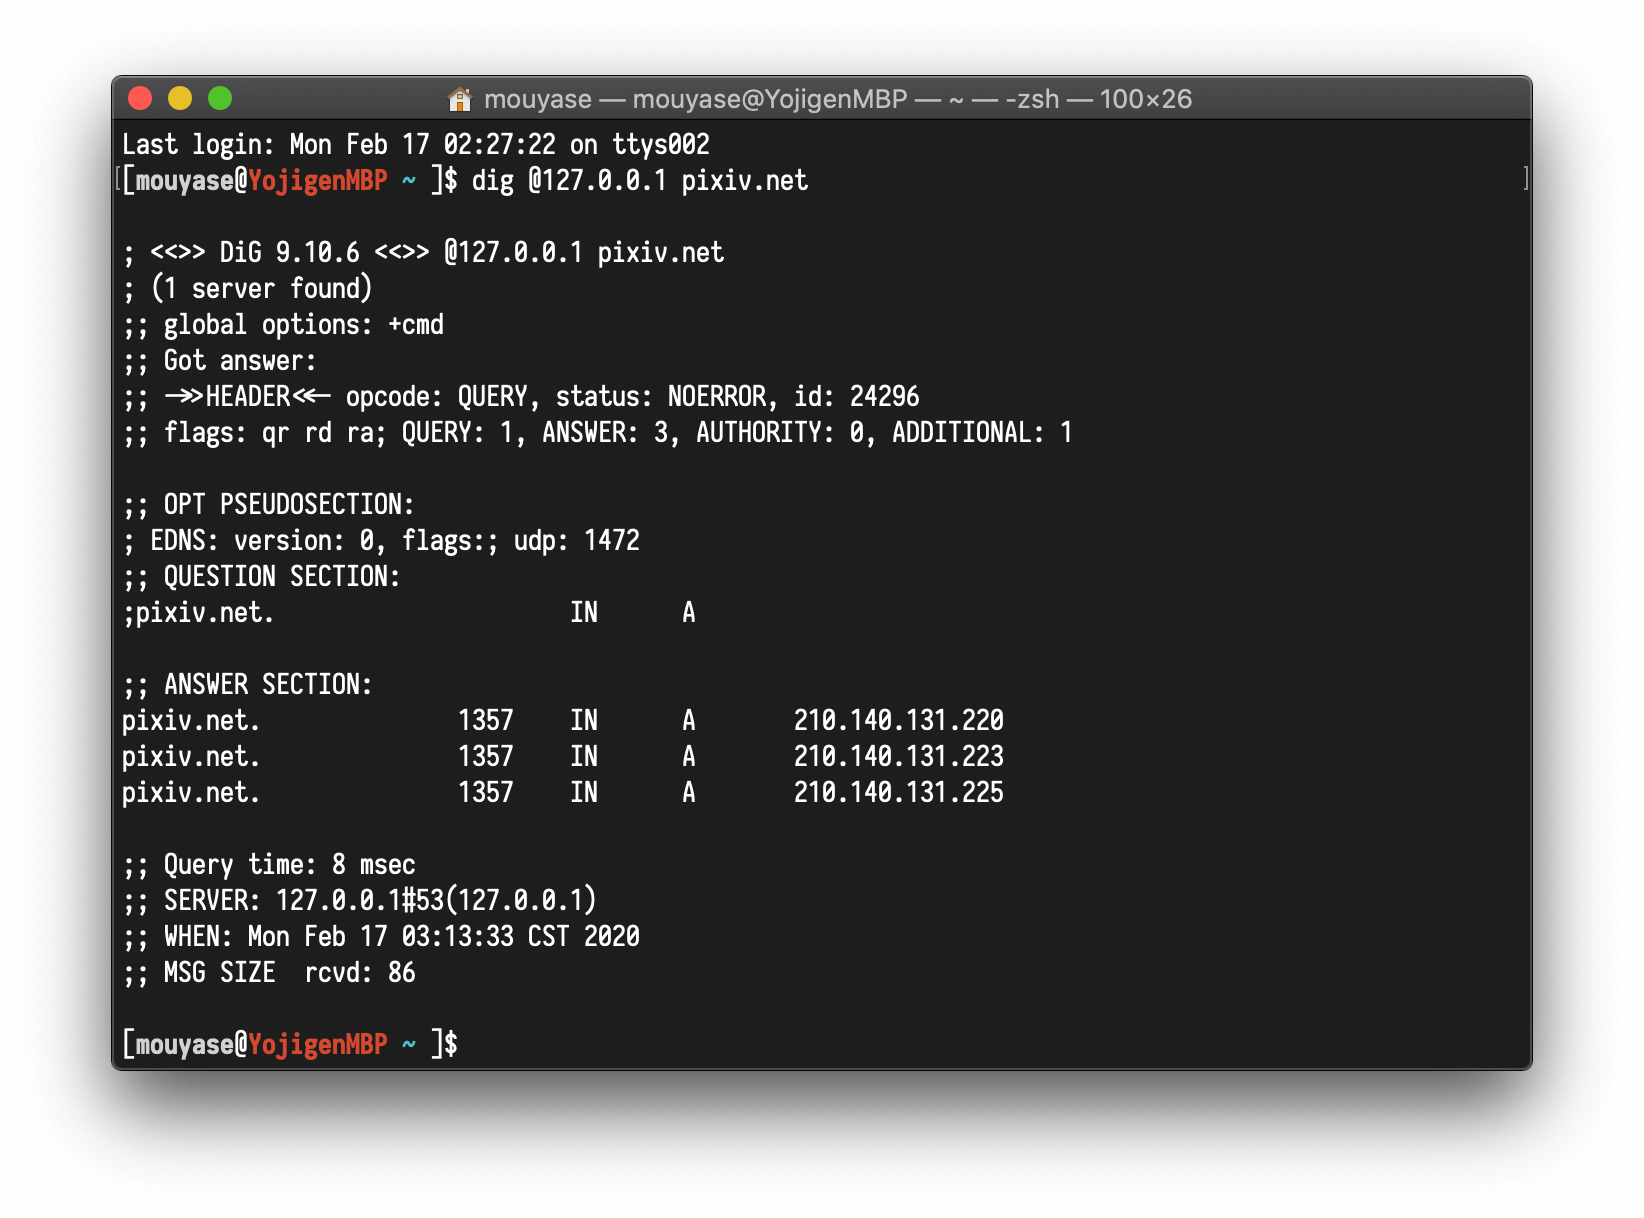 mouyase — mouyase@YojigenMBP — ~ — -zsh — 100×26
Last login: Mon Feb 17 02:27:22 on ttys002
[mouyase@YojigenMBP ~ ]$ dig @127.0.0.1 pixiv.net
; <<>> DiG 9.10.6 <<>> @127.0.0.1 pixiv.net
; (1 server found)
;; global options: +cmd
;; Got answer:
;; ->>HEADER<<- opcode: QUERY, status: NOERROR, id: 24296
;; flags: qr rd ra; QUERY: 1, ANSWER: 3, AUTHORITY: 0, ADDITIONAL: 1
;; OPT PSEUDOSECTION:
; EDNS: version: 0, flags:; udp: 1472
;; QUESTION SECTION:
;pixiv.net. IN A
;; ANSWER SECTION:
pixiv.net. 1357 IN A 210.140.131.220
pixiv.net. 1357 IN A 210.140.131.223
pixiv.net. 1357 IN A 210.140.131.225
;; Query time: 8 msec
;; SERVER: 127.0.0.1#53(127.0.0.1)
;; WHEN: Mon Feb 17 03:13:33 CST 2020
;; MSG SIZE rcvd: 86
[mouyase@YojigenMBP ~ ]$